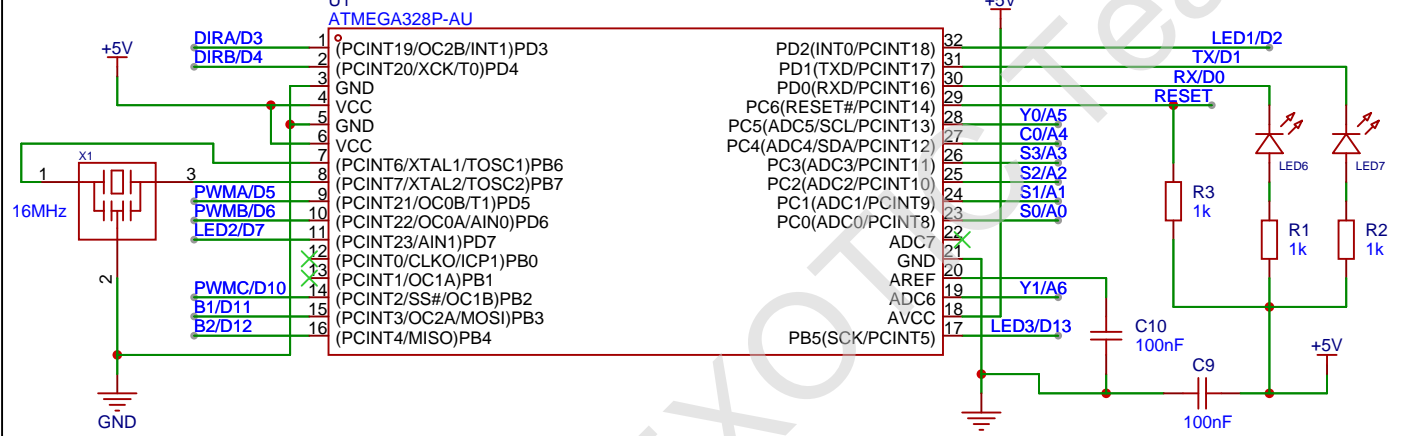 U1
ATMEGA328P-AU
+5V
DIRA/D3
DIRB/D4
1
2
3
4
5
6
7
8
9
10
11
12
13
14
15
16
(PCINT19/OC2B/INT1)PD3
(PCINT20/XCK/T0)PD4
GND
VCC
GND
VCC
(PCINT6/XTAL1/TOSC1)PB6
(PCINT7/XTAL2/TOSC2)PB7
(PCINT21/OC0B/T1)PD5
(PCINT22/OC0A/AIN0)PD6
(PCINT23/AIN1)PD7
(PCINT0/CLKO/ICP1)PB0
(PCINT1/OC1A)PB1
(PCINT2/SS#/OC1B)PB2
(PCINT3/OC2A/MOSI)PB3
(PCINT4/MISO)PB4
X1
1
3
2
16MHz
PWMA/D5
PWMB/D6
LED2/D7
PWMC/D10
B1/D11
B2/D12
GND
PD2(INT0/PCINT18)
PD1(TXD/PCINT17)
PD0(RXD/PCINT16)
PC6(RESET#/PCINT14)
PC5(ADC5/SCL/PCINT13)
PC4(ADC4/SDA/PCINT12)
PC3(ADC3/PCINT11)
PC2(ADC2/PCINT10)
PC1(ADC1/PCINT9)
PC0(ADC0/PCINT8)
ADC7
GND
AREF
ADC6
AVCC
PB5(SCK/PCINT5)
32
31
30
29
28
27
26
25
24
23
22
21
20
19
18
17
+5V
LED1/D2
TX/D1
RX/D0
RESET
Y0/A5
C0/A4
S3/A3
S2/A2
S1/A1
S0/A0
Y1/A6
LED3/D13
LED6
LED7
R3
1k
R1
1k
R2
1k
C10
100nF
C9
100nF
+5V
XOTIC Tea